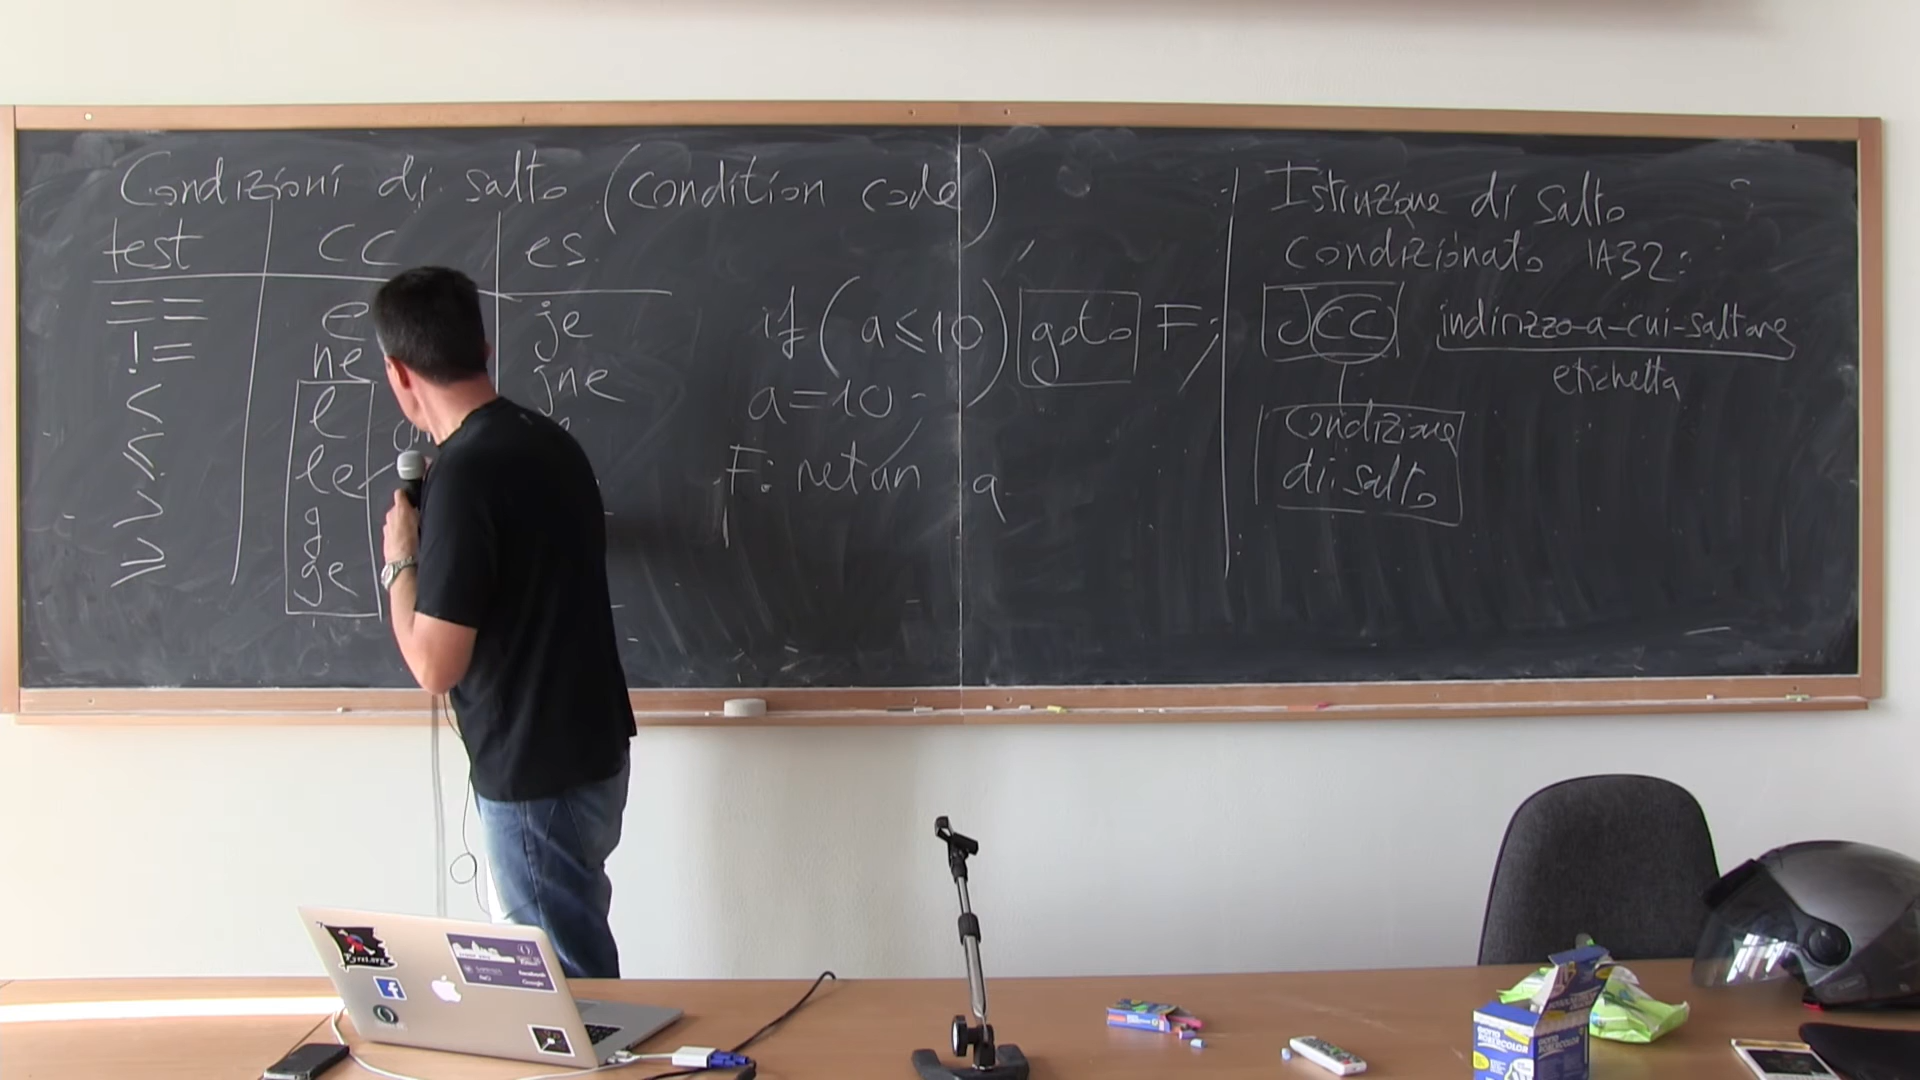 Condizioni di salto (condition code)
test CC es.
== e je
!= ne jne
< l
≤ le
> g
≥ ge
if (a≤10) goto F;
a=10
F: return a
Istruzione di salto
condizionato IA32:
JCC indirizzo-a-cui-saltare
etichetta
condizione
di salto